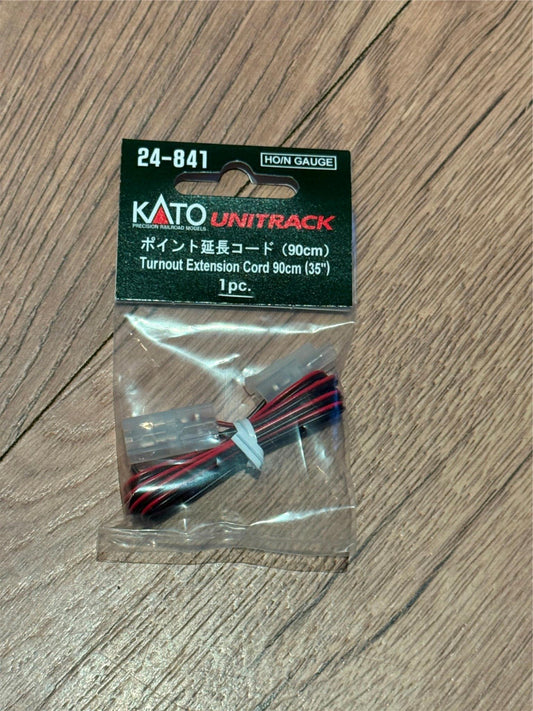 24-841
HO/N GAUGE
KATO UNITRACK
PRECISION RAILROAD MODELS
ポイント延長コード（90cm）
Turnout Extension Cord 90cm (35")
1pc.